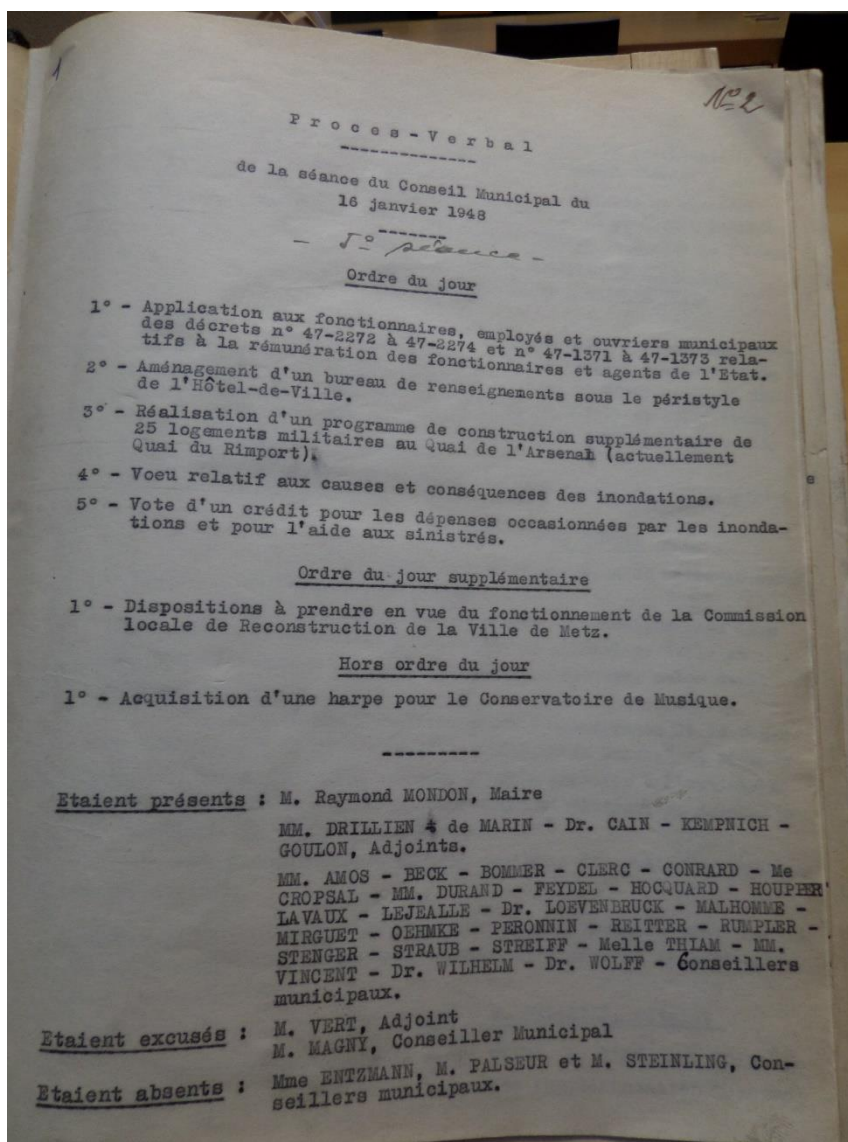 1
N° 2
Proces-Verbal
de la séance du Conseil Municipal du
16 janvier 1948
- 5° séance -
Ordre du jour
1° - Application aux fonctionnaires, employés et ouvriers municipaux
des décrets n° 47-2272 à 47-2274 et n° 47-1371 à 47-1373 rela-
tifs à la rémunération des fonctionnaires et agents de l'Etat.
2° - Aménagement d'un bureau de renseignements sous le péristyle
de l'Hôtel-de-Ville.
3° - Réalisation d'un programme de construction supplémentaire de
25 logements militaires au Quai de l'Arsenal (actuellement
Quai du Rimport).
4° - Voeu relatif aux causes et conséquences des inondations.
5° - Vote d'un crédit pour les dépenses occasionnées par les inonda-
tions et pour l'aide aux sinistrés.
Ordre du jour supplémentaire
1° - Dispositions à prendre en vue du fonctionnement de la Commission
locale de Reconstruction de la Ville de Metz.
Hors ordre du jour
1° - Acquisition d'une harpe pour le Conservatoire de Musique.
Etaient présents : M. Raymond MONDON, Maire
MM. DRILLIEN - de MARIN - Dr. CAIN - KEMPNICH -
GOULON, Adjoints.
MM. AMOS - BECK - BOMMER - CLERC - CONRARD - Me
CROPSAL - MM. DURAND - FEYDEL - HOCQUARD - HOUPPER
LAVAUX - LEJEALLE - Dr. LOEVENBRUCK - MALHOMME -
MIRGUET - OEHMKE - PERONNIN - REITTER - RUMPLER -
STENGER - STRAUB - STREIFF - Melle THIAM - MM.
VINCENT - Dr. WILHELM - Dr. WOLFF - Conseillers
municipaux.
Etaient excusés : M. VERT, Adjoint
M. MAGNY, Conseiller Municipal
Etaient absents : Mme ENTZMANN, M. PALSEUR et M. STEINLING, Con-
seillers municipaux.